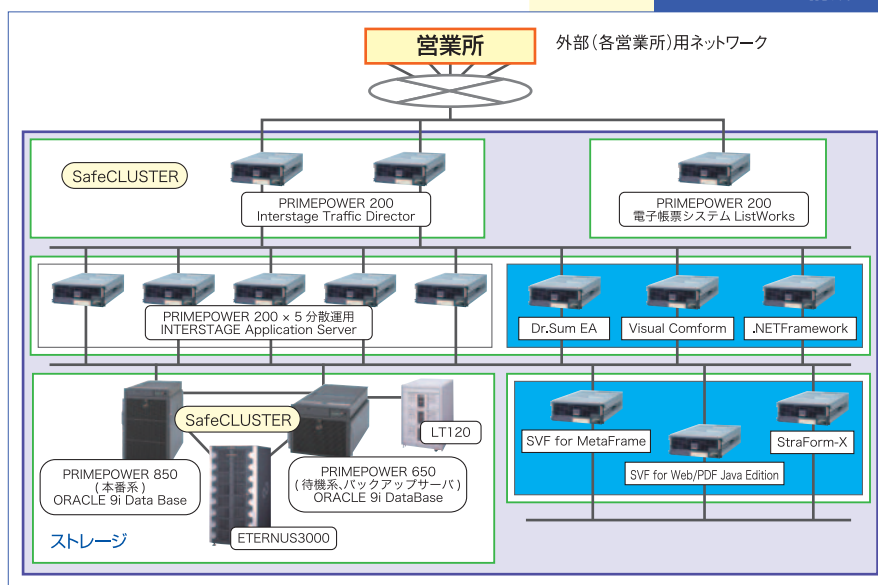 営業所
外部(各営業所)用ネットワーク
SafeCLUSTER
PRIMEPOWER 200
Interstage Traffic Director
PRIMEPOWER 200
電子帳票システム ListWorks
PRIMEPOWER 200 × 5 分散運用
INTERSTAGE Application Server
Dr.Sum EA
Visual Comform
.NETFramework
SafeCLUSTER
LT120
PRIMEPOWER 850
(本番系)
ORACLE 9i Data Base
PRIMEPOWER 650
(待機系、バックアップサーバ)
ORACLE 9i DataBase
ETERNUS3000
ストレージ
SVF for MetaFrame
SVF for Web/PDF Java Edition
StraForm-X